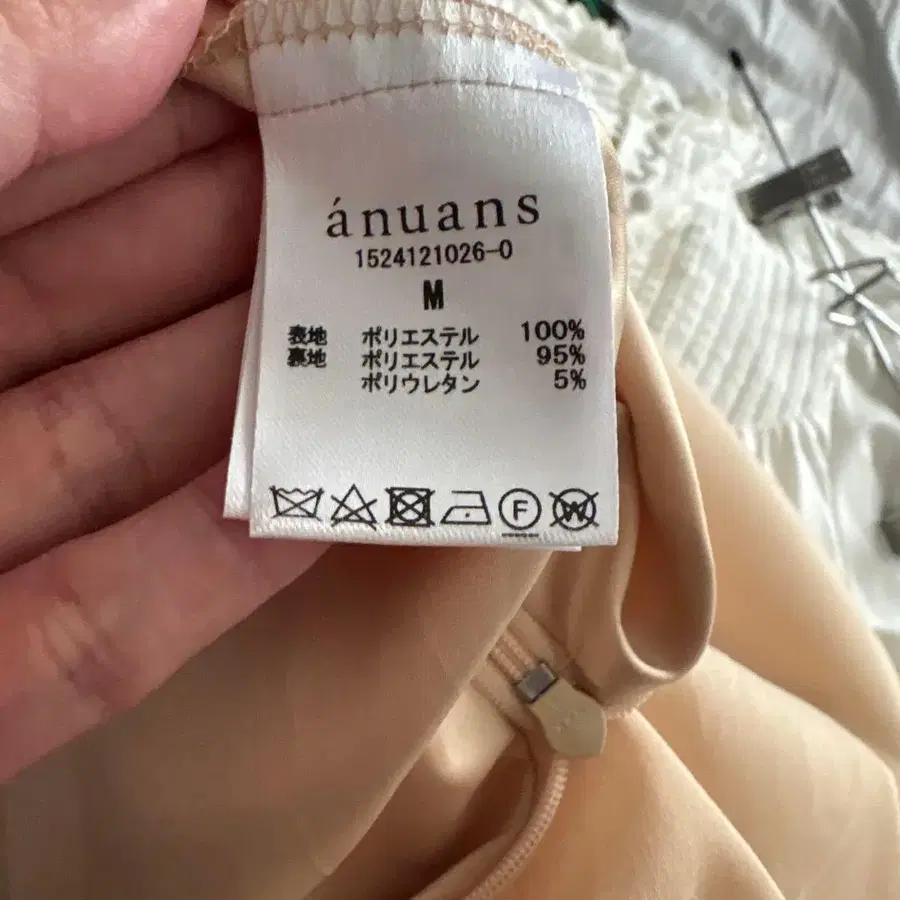 ánuans
1524121026-0
M
表地 ポリエステル 100%
裏地 ポリエステル 95%
ポリウレタン 5%
F
W